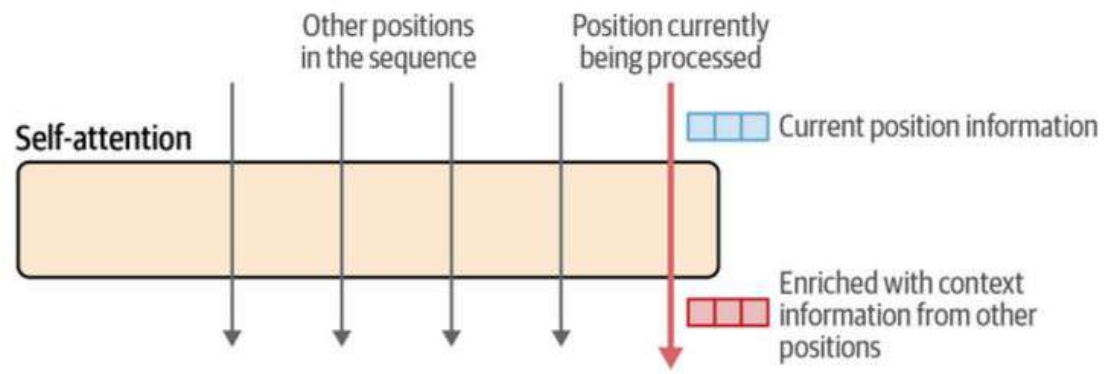 Other positions
in the sequence
Position currently
being processed
Self-attention
Current position information
Enriched with context
information from other
positions